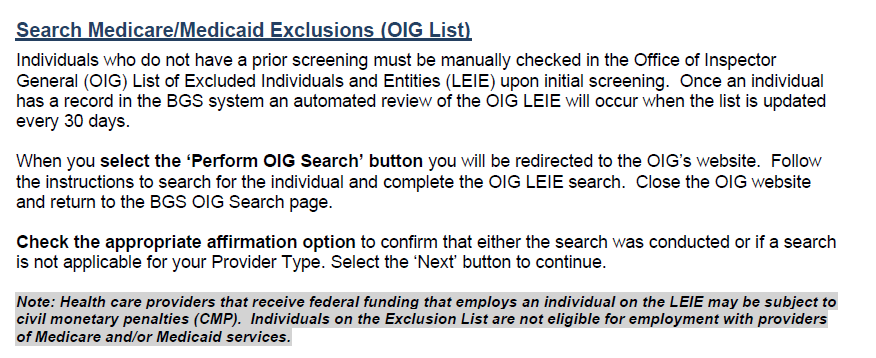 Search Medicare/Medicaid Exclusions (OIG List)
Individuals who do not have a prior screening must be manually checked in the Office of Inspector
General (OIG) List of Excluded Individuals and Entities (LEIE) upon initial screening.  Once an individual
has a record in the BGS system an automated review of the OIG LEIE will occur when the list is updated
every 30 days.
When you select the ‘Perform OIG Search’ button you will be redirected to the OIG’s website.  Follow
the instructions to search for the individual and complete the OIG LEIE search.  Close the OIG website
and return to the BGS OIG Search page.
Check the appropriate affirmation option to confirm that either the search was conducted or if a search
is not applicable for your Provider Type. Select the ‘Next’ button to continue.
Note: Health care providers that receive federal funding that employs an individual on the LEIE may be subject to
civil monetary penalties (CMP).  Individuals on the Exclusion List are not eligible for employment with providers
of Medicare and/or Medicaid services.